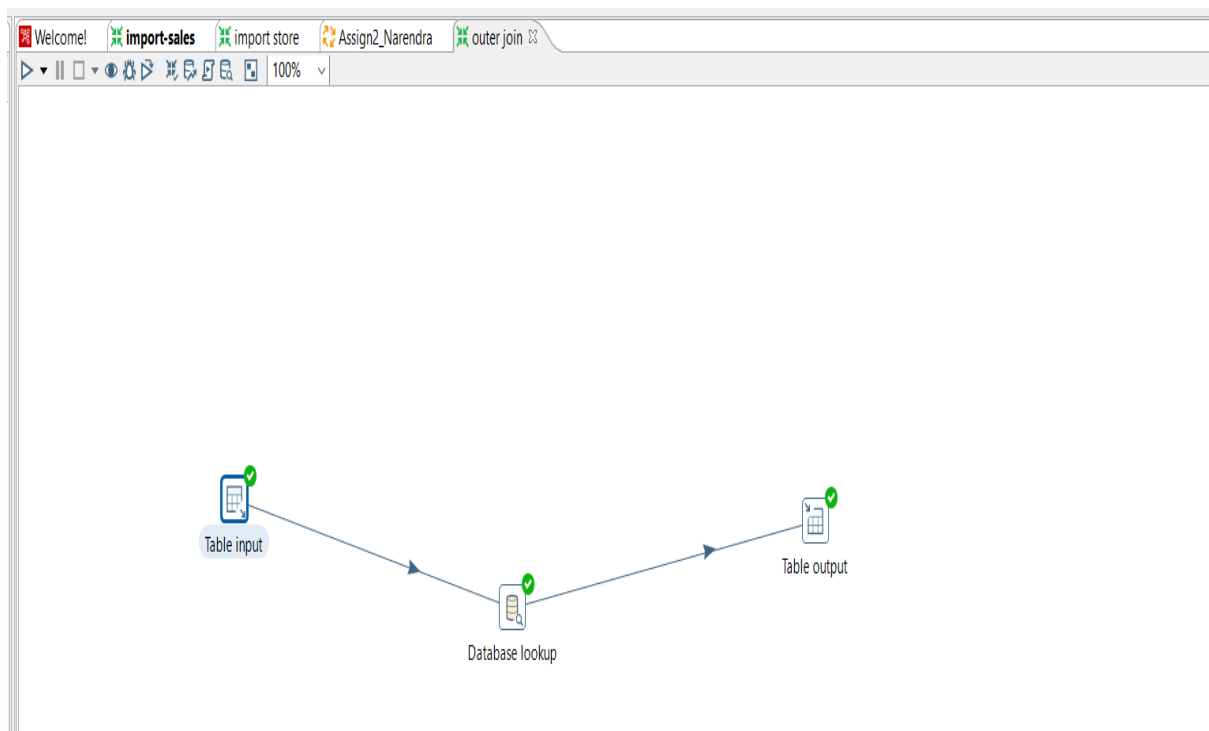 Welcome! import-sales import store Assign2_Narendra outer join
100%
Table input
Table output
Database lookup